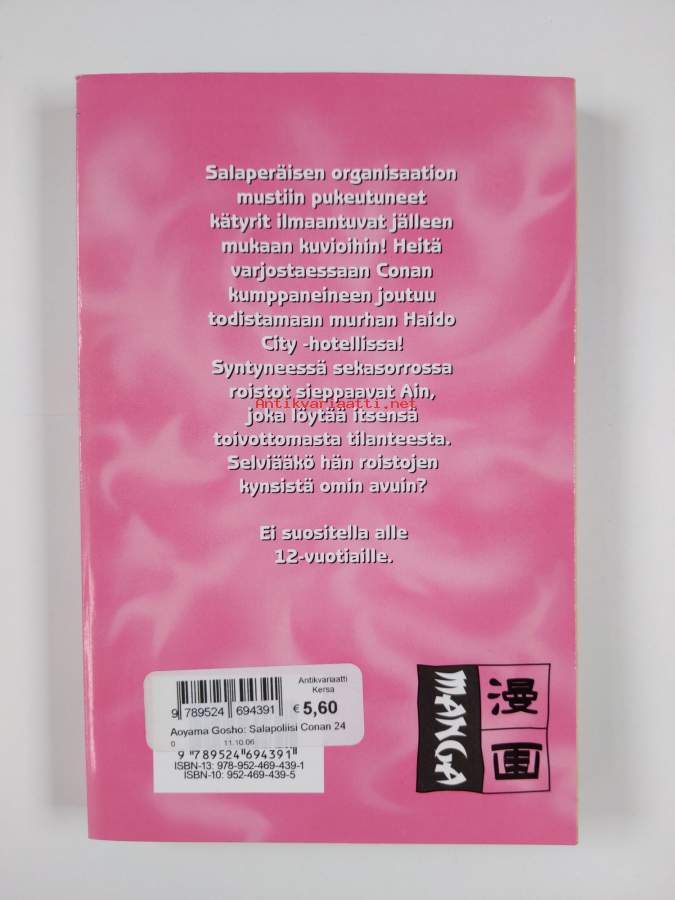 Salaperäisen organisaation
mustiin pukeutuneet
kätyrit ilmaantuvat jälleen
mukaan kuvioihin! Heitä
varjostaessaan Conan
kumppaneineen joutuu
todistamaan murhan Haido
City -hotellissa!
Syntyneessä sekasorrossa
roistot sieppaavat Ain,
Antikvariaatti.net
joka löytää itsensä
toivottomasta tilanteesta.
Selviääkö hän roistojen
kynsistä omin avuin?
Ei suositella alle
12-vuotiaille.
Antikvariaatti
Kersa
€ 5,60
9 789524 694391
Aoyama Gosho: Salapoliisi Conan 24
0 11.10.06
9 789524 694391
ISBN-13: 978-952-469-439-1
ISBN-10: 952-469-439-5
MANGA
漫画